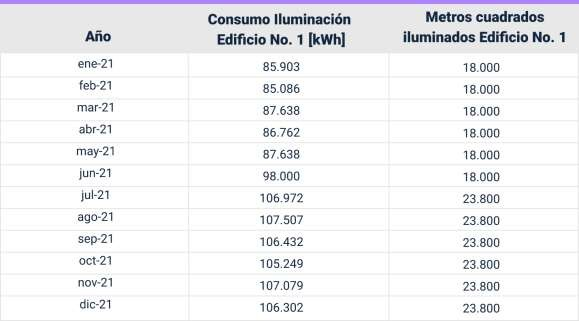 Año Consumo Iluminación Edificio No. 1 [kWh] Metros cuadrados iluminados Edificio No. 1
ene-21 85.903 18.000
feb-21 85.086 18.000
mar-21 87.638 18.000
abr-21 86.762 18.000
may-21 87.638 18.000
jun-21 98.000 18.000
jul-21 106.972 23.800
ago-21 107.507 23.800
sep-21 106.432 23.800
oct-21 105.249 23.800
nov-21 107.079 23.800
dic-21 106.302 23.800